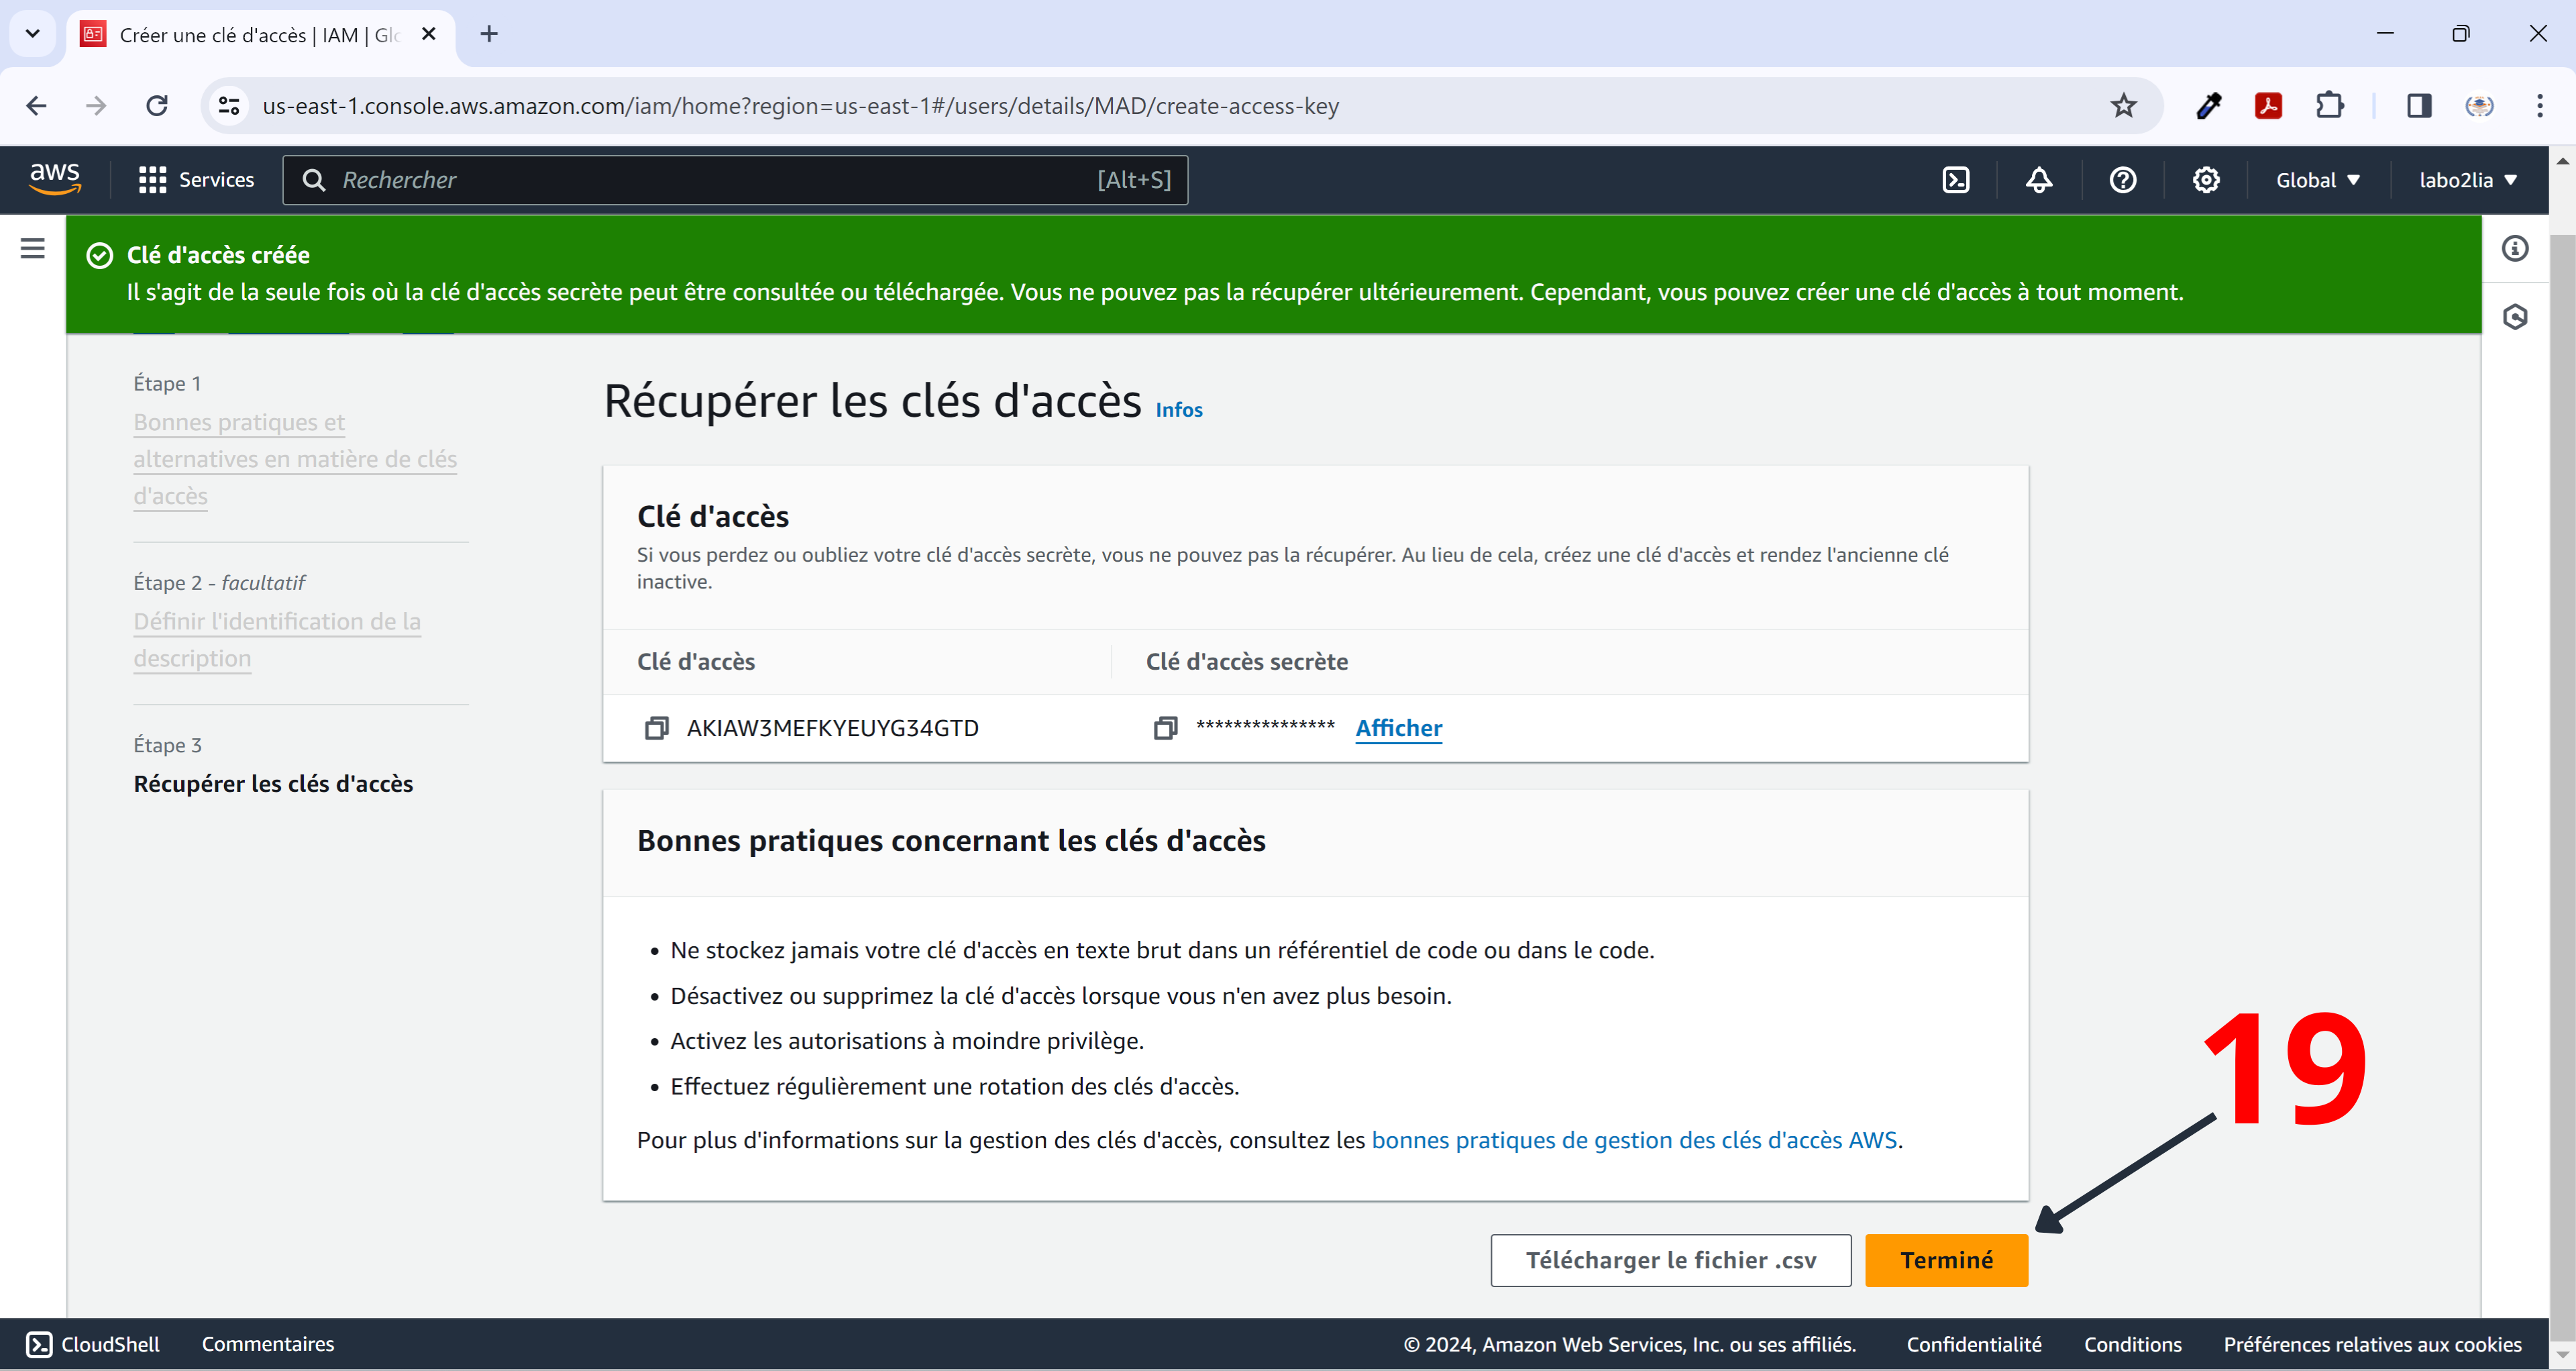 Créer une clé d'accès | IAM | Glo
us-east-1.console.aws.amazon.com/iam/home?region=us-east-1#/users/details/MAD/create-access-key
aws
Services
Rechercher
[Alt+S]
Global
labo2lia
Clé d'accès créée
Il s'agit de la seule fois où la clé d'accès secrète peut être consultée ou téléchargée. Vous ne pouvez pas la récupérer ultérieurement. Cependant, vous pouvez créer une clé d'accès à tout moment.
Étape 1
Bonnes pratiques et
alternatives en matière de clés
d'accès
Étape 2 - facultatif
Définir l'identification de la
description
Étape 3
Récupérer les clés d'accès
Récupérer les clés d'accès Infos
Clé d'accès
Si vous perdez ou oubliez votre clé d'accès secrète, vous ne pouvez pas la récupérer. Au lieu de cela, créez une clé d'accès et rendez l'ancienne clé
inactive.
Clé d'accès
Clé d'accès secrète
AKIAW3MEFKYEUYG34GTD
*************** Afficher
Bonnes pratiques concernant les clés d'accès
• Ne stockez jamais votre clé d'accès en texte brut dans un référentiel de code ou dans le code.
• Désactivez ou supprimez la clé d'accès lorsque vous n'en avez plus besoin.
• Activez les autorisations à moindre privilège.
• Effectuez régulièrement une rotation des clés d'accès.
Pour plus d'informations sur la gestion des clés d'accès, consultez les bonnes pratiques de gestion des clés d'accès AWS.
19
Télécharger le fichier .csv
Terminé
CloudShell
Commentaires
© 2024, Amazon Web Services, Inc. ou ses affiliés.
Confidentialité
Conditions
Préférences relatives aux cookies